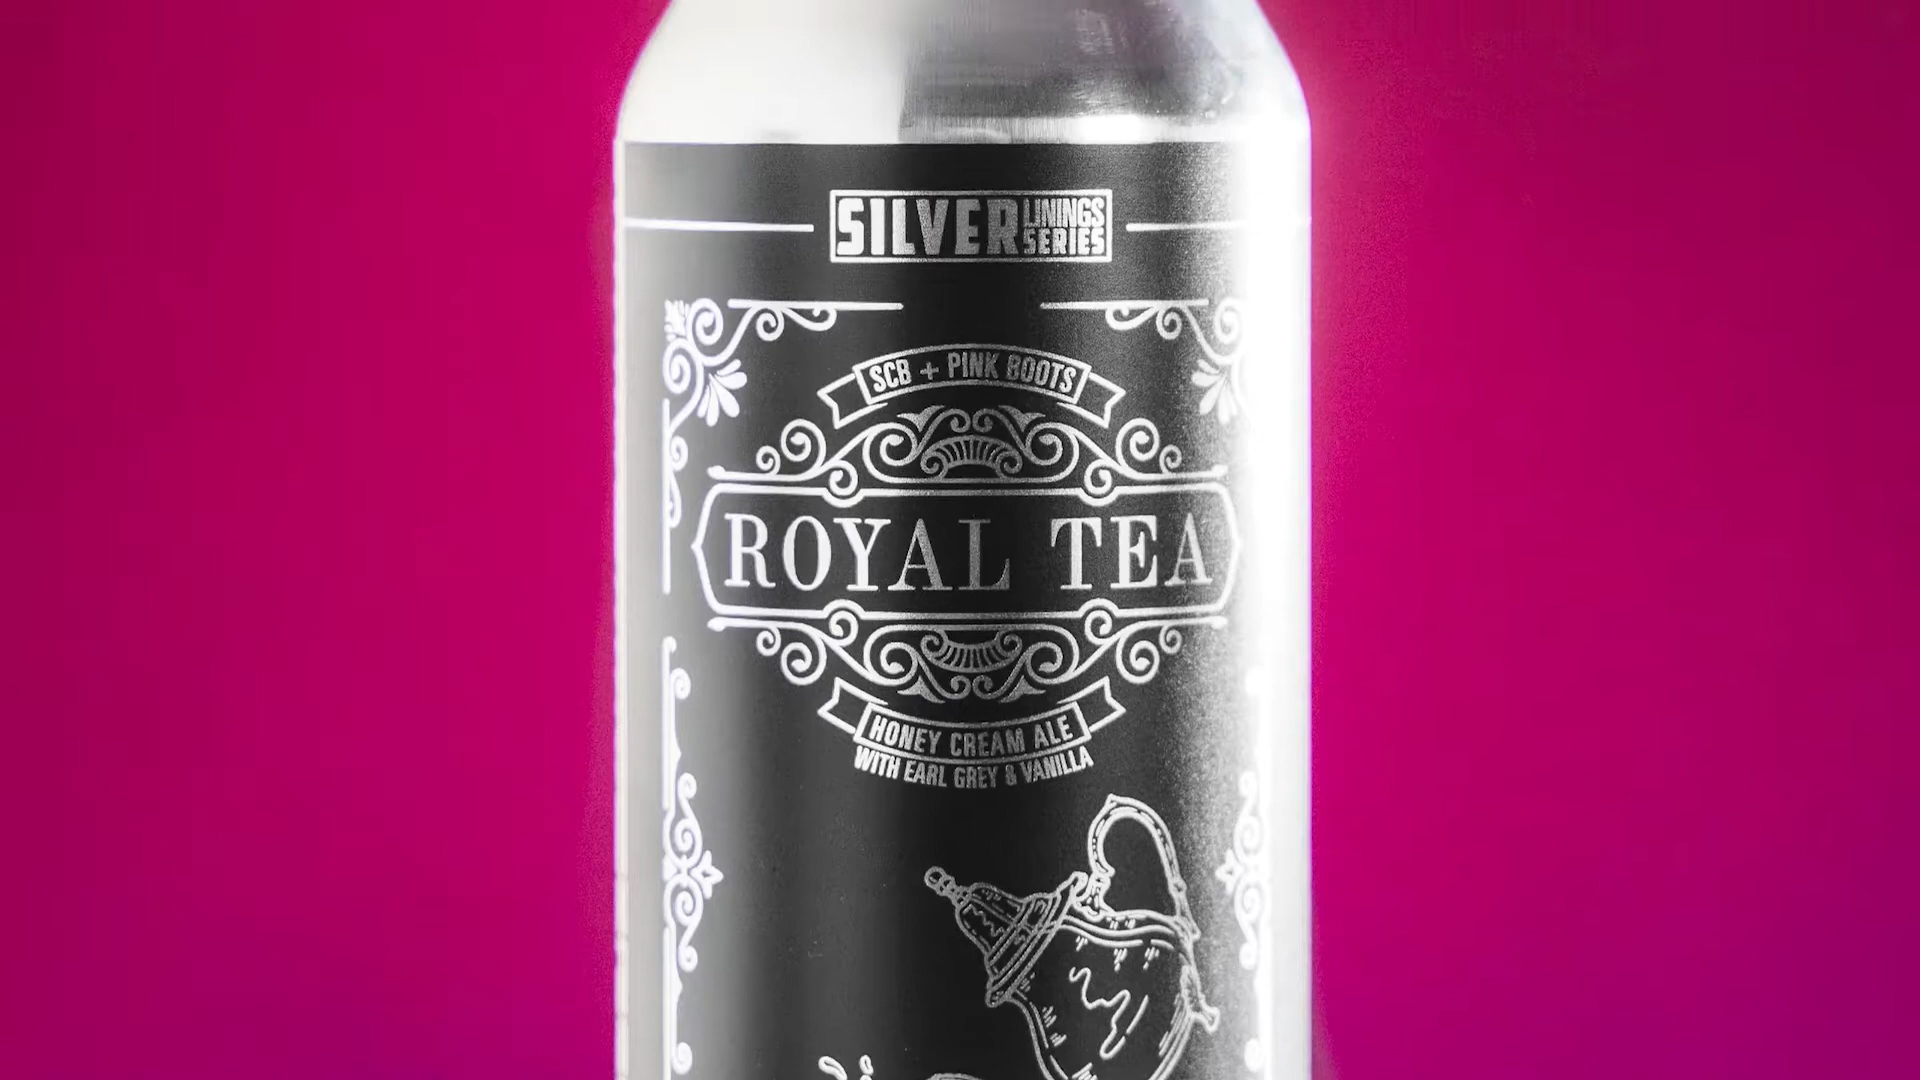 SILVER LININGS SERIES
SCB + PINK BOOTS
ROYAL TEA
HONEY CREAM ALE
WITH EARL GREY & VANILLA